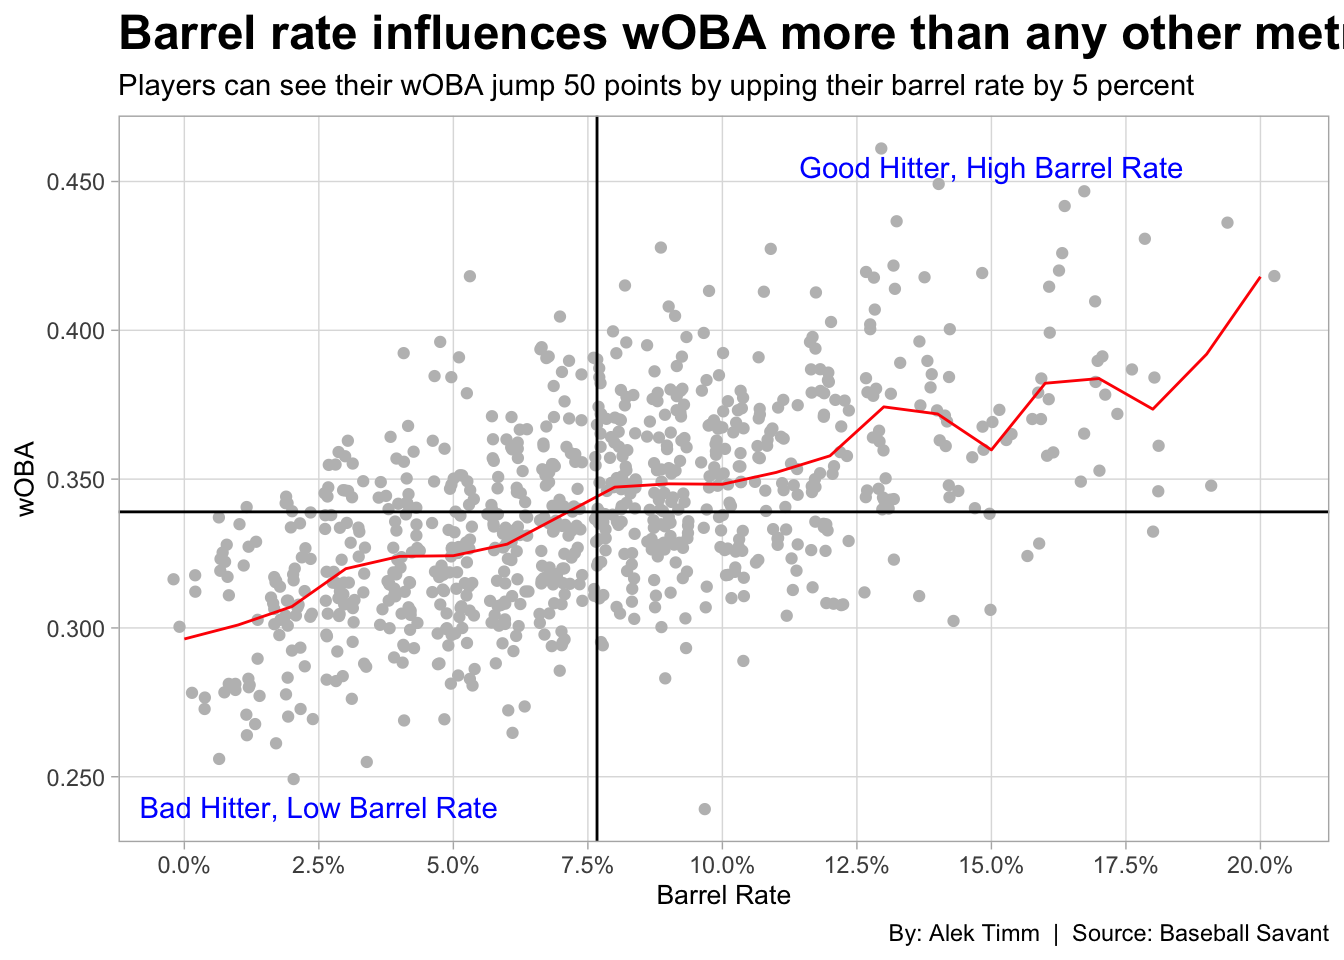 Barrel rate influences wOBA more than any other metr
Players can see their wOBA jump 50 points by upping their barrel rate by 5 percent
Good Hitter, High Barrel Rate
0.450
0.400
0.350
0.300
0.250
wOBA
Bad Hitter, Low Barrel Rate
0.0% 2.5% 5.0% 7.5% 10.0% 12.5% 15.0% 17.5% 20.0%
Barrel Rate
By: Alek Timm | Source: Baseball Savant